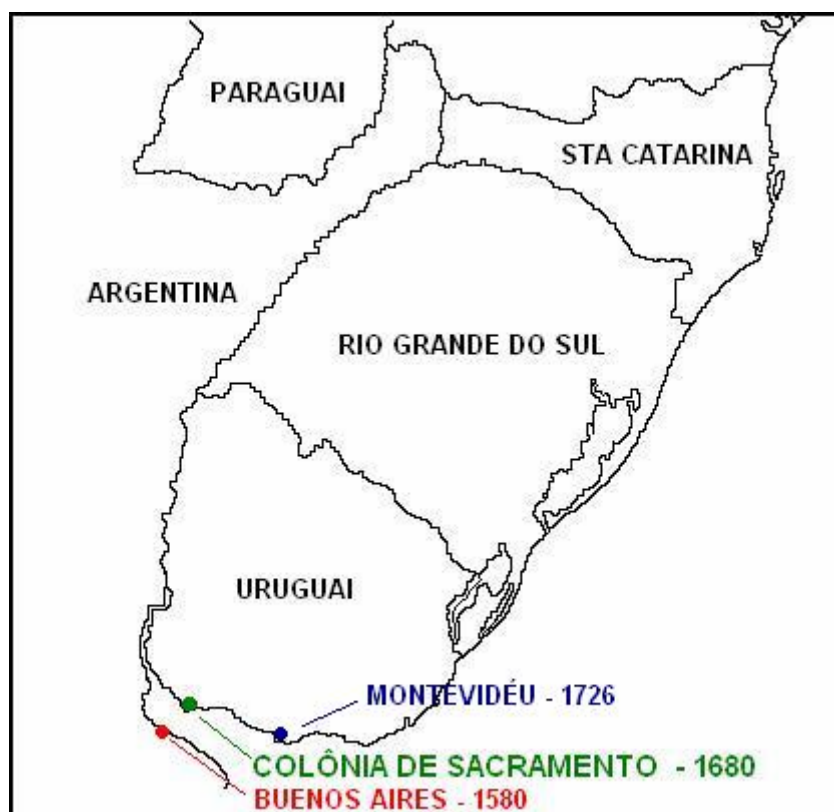 PARAGUAI
STA CATARINA
ARGENTINA
RIO GRANDE DO SUL
URUGUAI
MONTEVIDÉU - 1726
COLÔNIA DE SACRAMENTO - 1680
BUENOS AIRES - 1580